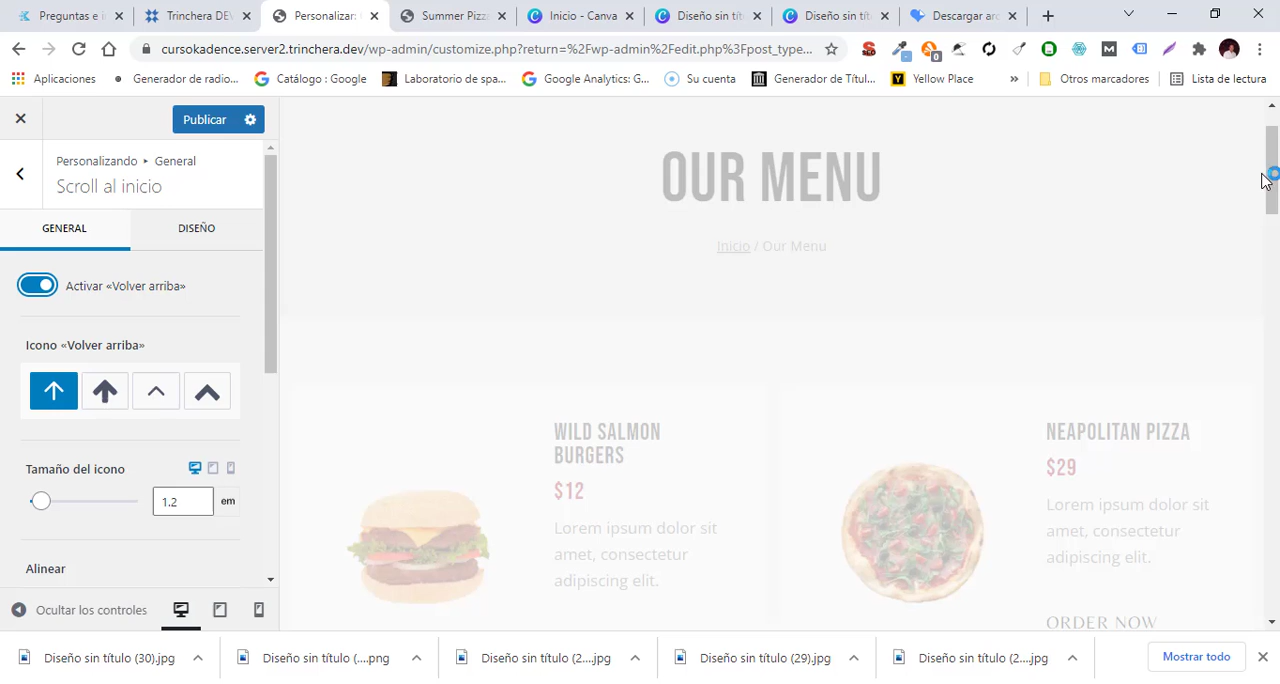 Preguntas e i
Trinchera DEV
Personalizar:
Summer Pizza
Inicio - Canva
Diseño sin tít
Diseño sin tít
Descargar arc
cursokadence.server2.trinchera.dev/wp-admin/customize.php?return=%2Fwp-admin%2Fedit.php%3Fpost_type...
Aplicaciones
Generador de radio...
Catálogo : Google
Laboratorio de spa...
Google Analytics: G...
Su cuenta
Generador de Títul...
Yellow Place
»
Otros marcadores
Lista de lectura
Publicar
Personalizando ▸ General
Scroll al inicio
GENERAL
DISEÑO
Activar «Volver arriba»
Icono «Volver arriba»
Tamaño del icono
1.2
em
Alinear
Ocultar los controles
OUR MENU
Inicio / Our Menu
WILD SALMON
BURGERS
$12
Lorem ipsum dolor sit
amet, consectetur
adipiscing elit.
NEAPOLITAN PIZZA
$29
Lorem ipsum dolor sit
amet, consectetur
adipiscing elit.
ORDER NOW
Diseño sin título (30).jpg
Diseño sin título (....png
Diseño sin título (2....jpg
Diseño sin título (29).jpg
Diseño sin título (2....jpg
Mostrar todo